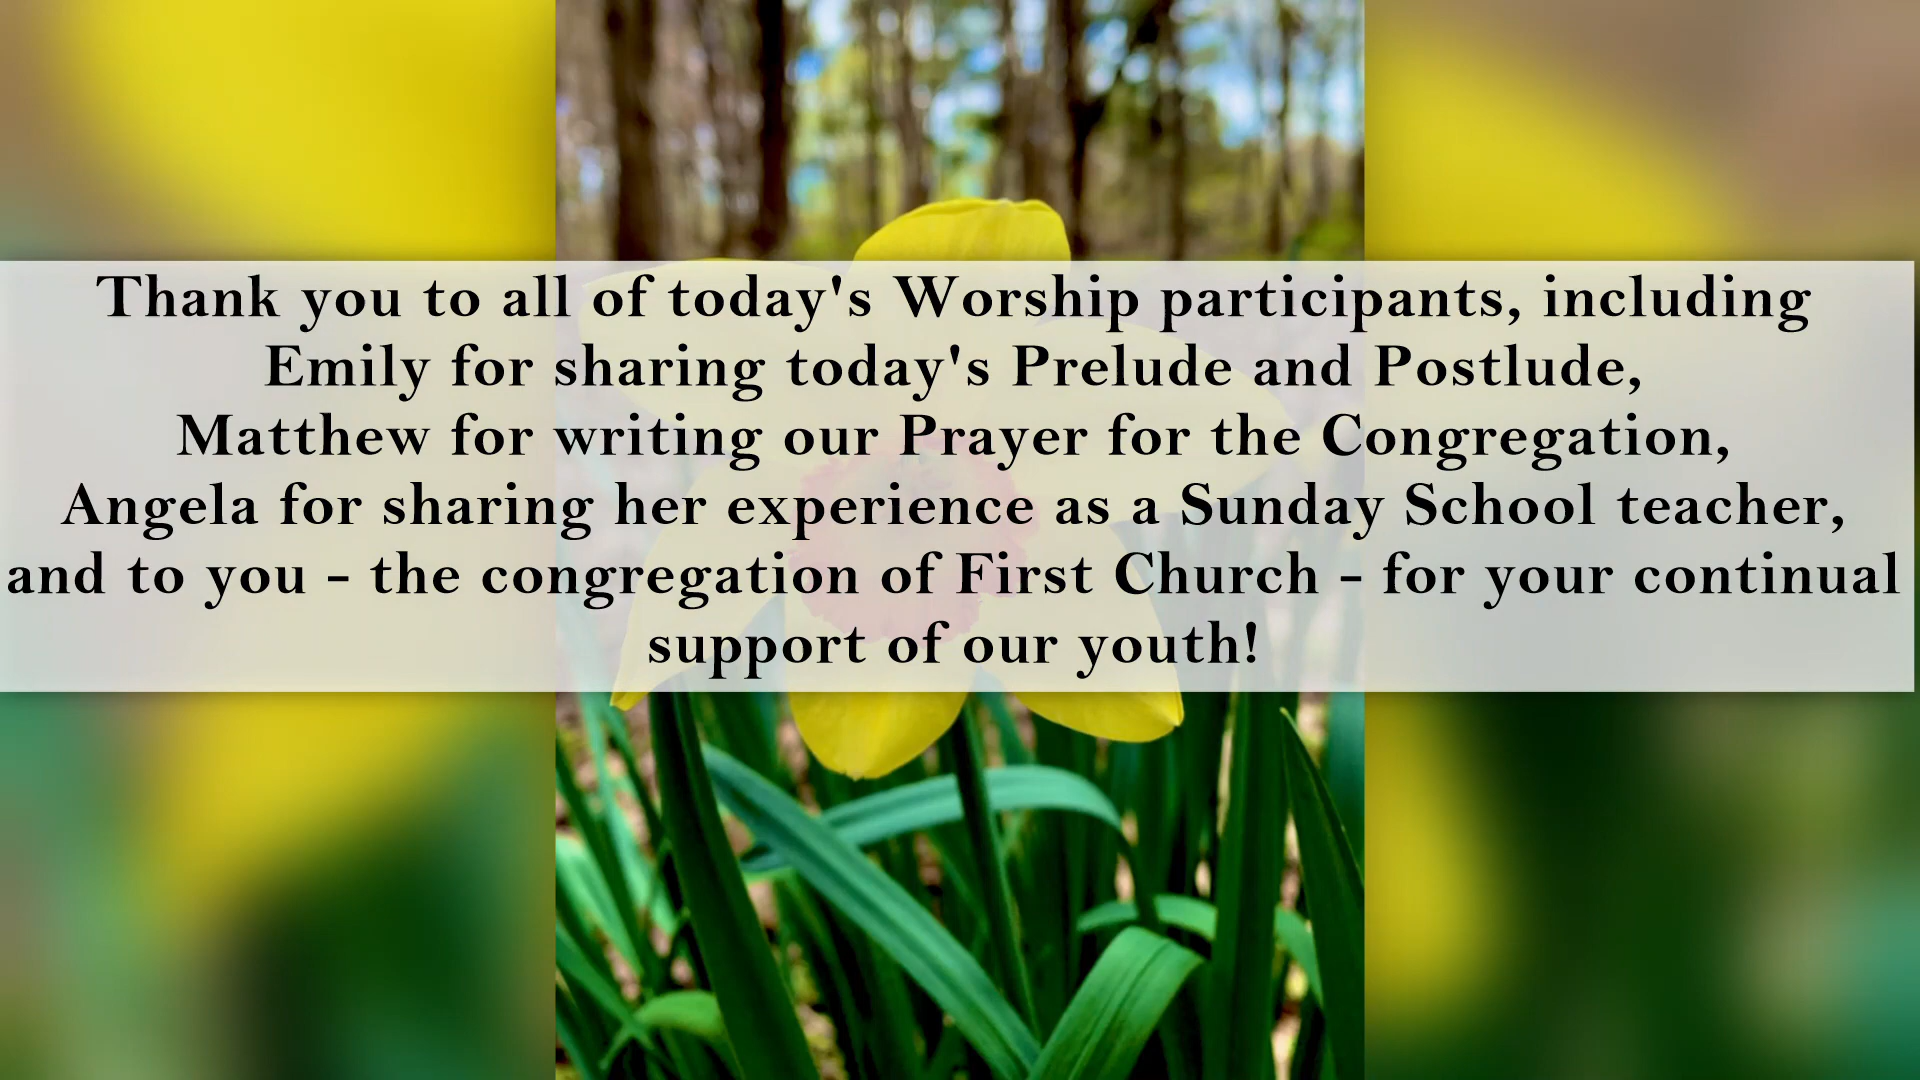 Thank you to all of today's Worship participants, including
Emily for sharing today's Prelude and Postlude,
Matthew for writing our Prayer for the Congregation,
Angela for sharing her experience as a Sunday School teacher,
and to you - the congregation of First Church - for your continual
support of our youth!